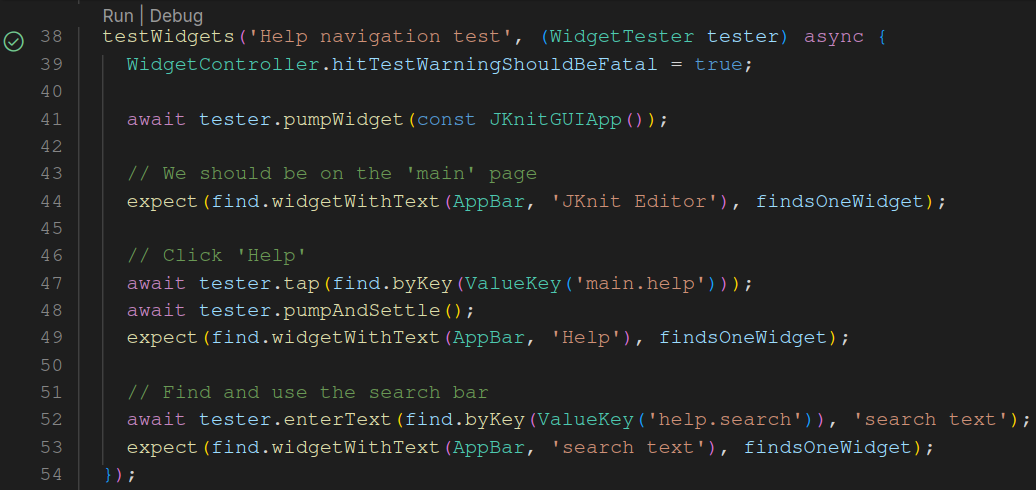 Run | Debug
38 testWidgets('Help navigation test', (WidgetTester tester) async {
39 WidgetController.hitTestWarningShouldBeFatal = true;
40
41 await tester.pumpWidget(const JKnitGUIApp());
42
43 // We should be on the 'main' page
44 expect(find.widgetWithText(AppBar, 'JKnit Editor'), findsOneWidget);
45
46 // Click 'Help'
47 await tester.tap(find.byKey(ValueKey('main.help')));
48 await tester.pumpAndSettle();
49 expect(find.widgetWithText(AppBar, 'Help'), findsOneWidget);
50
51 // Find and use the search bar
52 await tester.enterText(find.byKey(ValueKey('help.search')), 'search text');
53 expect(find.widgetWithText(AppBar, 'search text'), findsOneWidget);
54 });